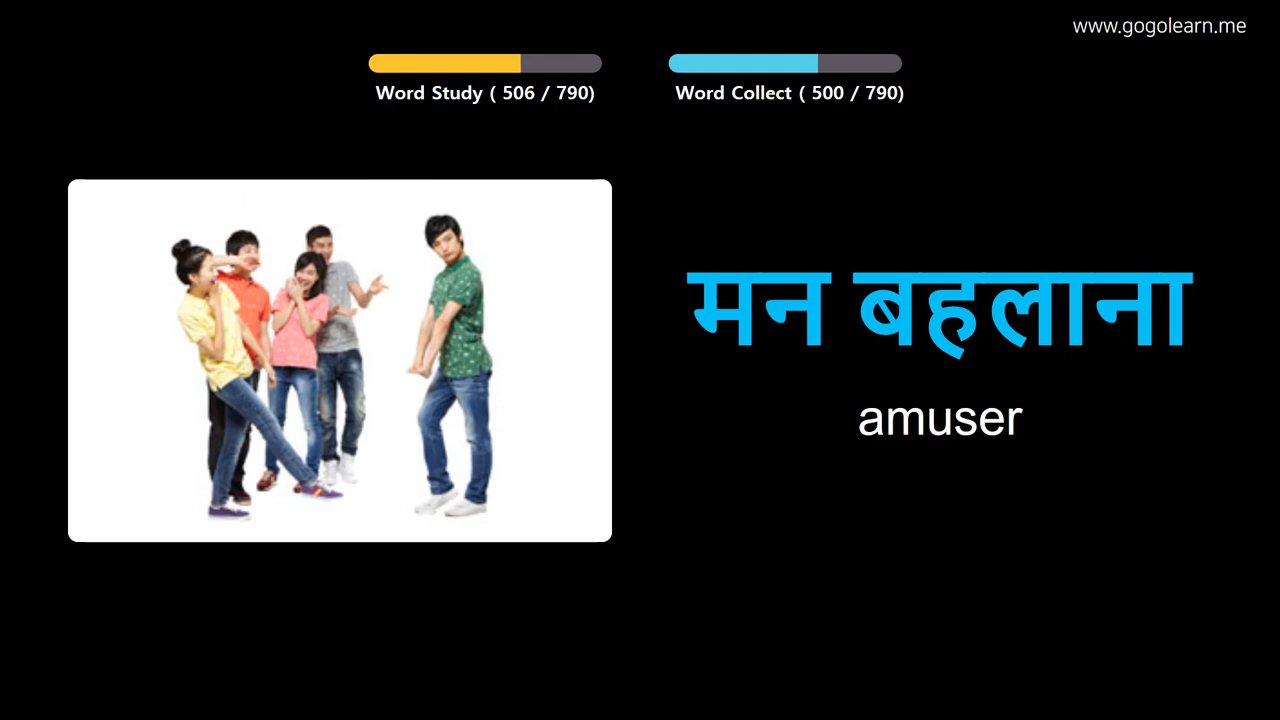 www.gogolearn.me
Word Study ( 506 / 790)
Word Collect ( 500 / 790)
मन बहलाना
amuser